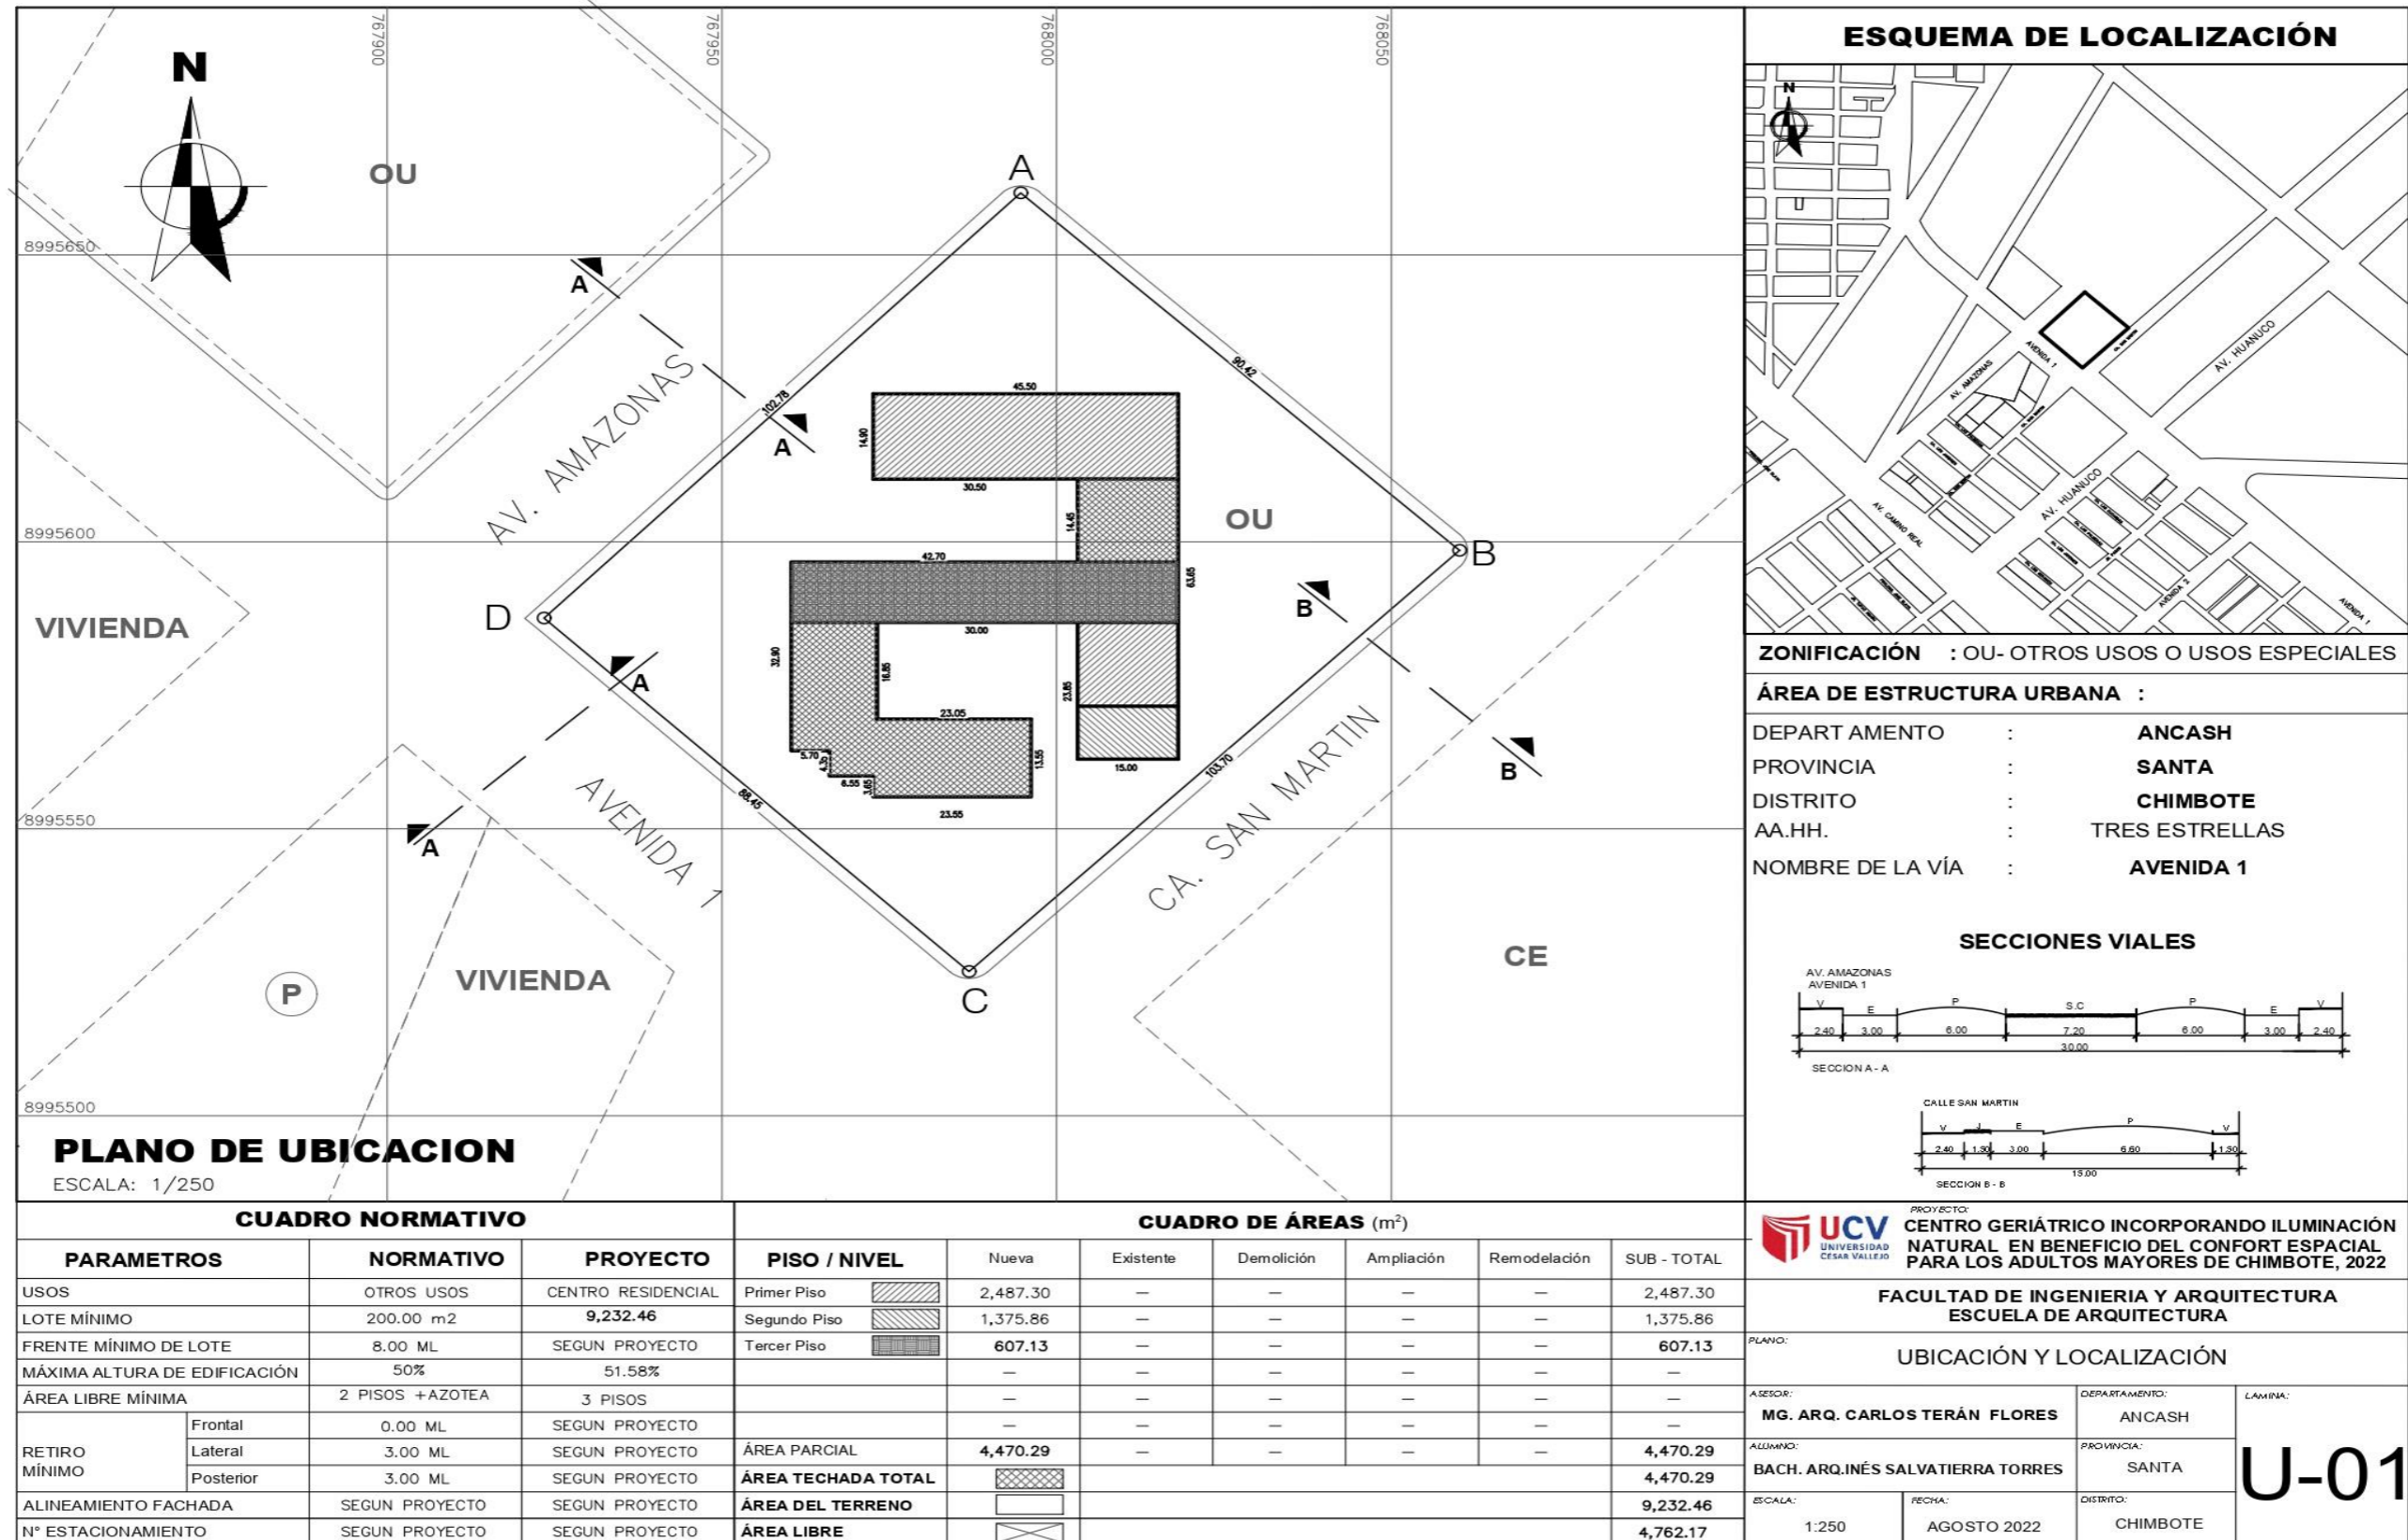 N
767900
767950
768000
768050
8995650
8995600
8995550
8995500
OU
A
A
A
AV. AMAZONAS
102.78
90.42
45.50
14.90
30.50
14.45
OU
B
42.70
63.65
B
D
VIVIENDA
30.00
32.90
16.85
23.85
A
23.05
5.70
4.35
6.55
3.65
13.55
23.55
15.00
B
103.70
88.45
A
AVENIDA 1
CA. SAN MARTIN
CE
C
P
VIVIENDA
PLANO DE UBICACION
ESCALA: 1/250
ESQUEMA DE LOCALIZACIÓN
N
AV. HUANUCO
AVENIDA 1
AV. AMAZONAS
AV. HUANUCO
AV. CAMINO REAL
AVENIDA 2
AVENIDA 1
ZONIFICACIÓN : OU- OTROS USOS O USOS ESPECIALES
ÁREA DE ESTRUCTURA URBANA :
DEPART AMENTO : ANCASH
PROVINCIA : SANTA
DISTRITO : CHIMBOTE
AA.HH. : TRES ESTRELLAS
NOMBRE DE LA VÍA : AVENIDA 1
SECCIONES VIALES
AV. AMAZONAS
AVENIDA 1
V E P S.C P E V
2.40 3.00 6.00 7.20 6.00 3.00 2.40
30.00
SECCION A - A
CALLE SAN MARTIN
V J E P V
2.40 1.50 3.00 6.60 1.50
15.00
SECCION B - B
CUADRO NORMATIVO
PARAMETROS NORMATIVO PROYECTO
USOS OTROS USOS CENTRO RESIDENCIAL
LOTE MÍNIMO 200.00 m2 9,232.46
FRENTE MÍNIMO DE LOTE 8.00 ML SEGUN PROYECTO
MÁXIMA ALTURA DE EDIFICACIÓN 50% 51.58%
ÁREA LIBRE MÍNIMA 2 PISOS +AZOTEA 3 PISOS
RETIRO MÍNIMO
Frontal 0.00 ML SEGUN PROYECTO
Lateral 3.00 ML SEGUN PROYECTO
Posterior 3.00 ML SEGUN PROYECTO
ALINEAMIENTO FACHADA SEGUN PROYECTO SEGUN PROYECTO
N° ESTACIONAMIENTO SEGUN PROYECTO SEGUN PROYECTO
CUADRO DE ÁREAS (m²)
PISO / NIVEL Nueva Existente Demolición Ampliación Remodelación SUB - TOTAL
Primer Piso 2,487.30 — — — — 2,487.30
Segundo Piso 1,375.86 — — — — 1,375.86
Tercer Piso 607.13 — — — — 607.13
— — — — — —
— — — — — —
— — — — — —
ÁREA PARCIAL 4,470.29 — — — — 4,470.29
ÁREA TECHADA TOTAL 4,470.29
ÁREA DEL TERRENO 9,232.46
ÁREA LIBRE 4,762.17
UCV
UNIVERSIDAD
CÉSAR VALLEJO
PROYECTO:
CENTRO GERIÁTRICO INCORPORANDO ILUMINACIÓN
NATURAL EN BENEFICIO DEL CONFORT ESPACIAL
PARA LOS ADULTOS MAYORES DE CHIMBOTE, 2022
FACULTAD DE INGENIERIA Y ARQUITECTURA
ESCUELA DE ARQUITECTURA
PLANO:
UBICACIÓN Y LOCALIZACIÓN
ASESOR:
MG. ARQ. CARLOS TERÁN FLORES
DEPARTAMENTO:
ANCASH
LAMINA:
U-01
ALUMNO:
BACH. ARQ.INÉS SALVATIERRA TORRES
PROVINCIA:
SANTA
ESCALA:
1:250
FECHA:
AGOSTO 2022
DISTRITO:
CHIMBOTE